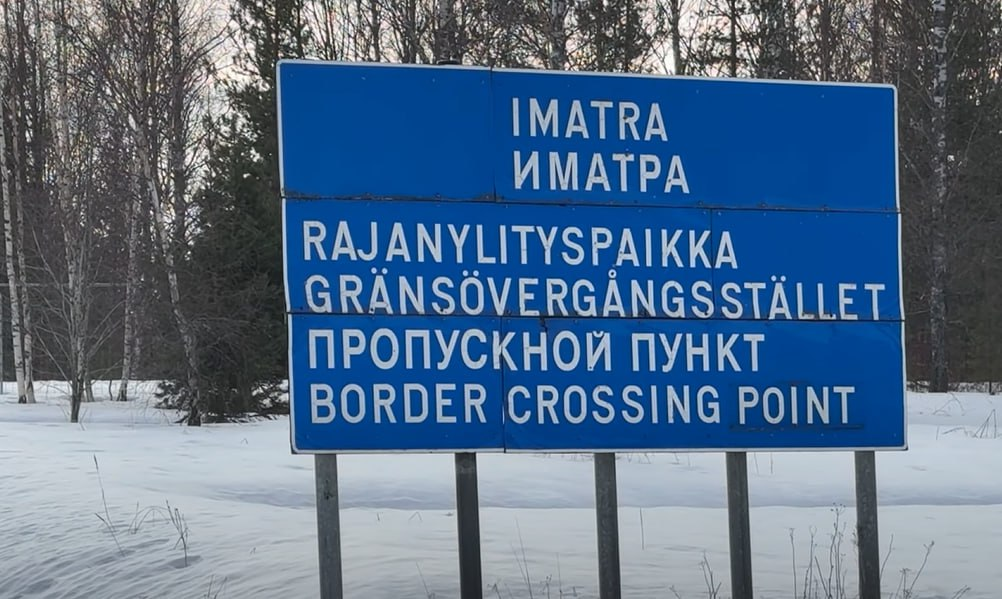 IMATRA
ИМАТРА
RAJANYLITYSPAIKKA
GRÄNSÖVERGÅNGSSTÄLLET
ПРОПУСКНОЙ ПУНКТ
BORDER CROSSING POINT